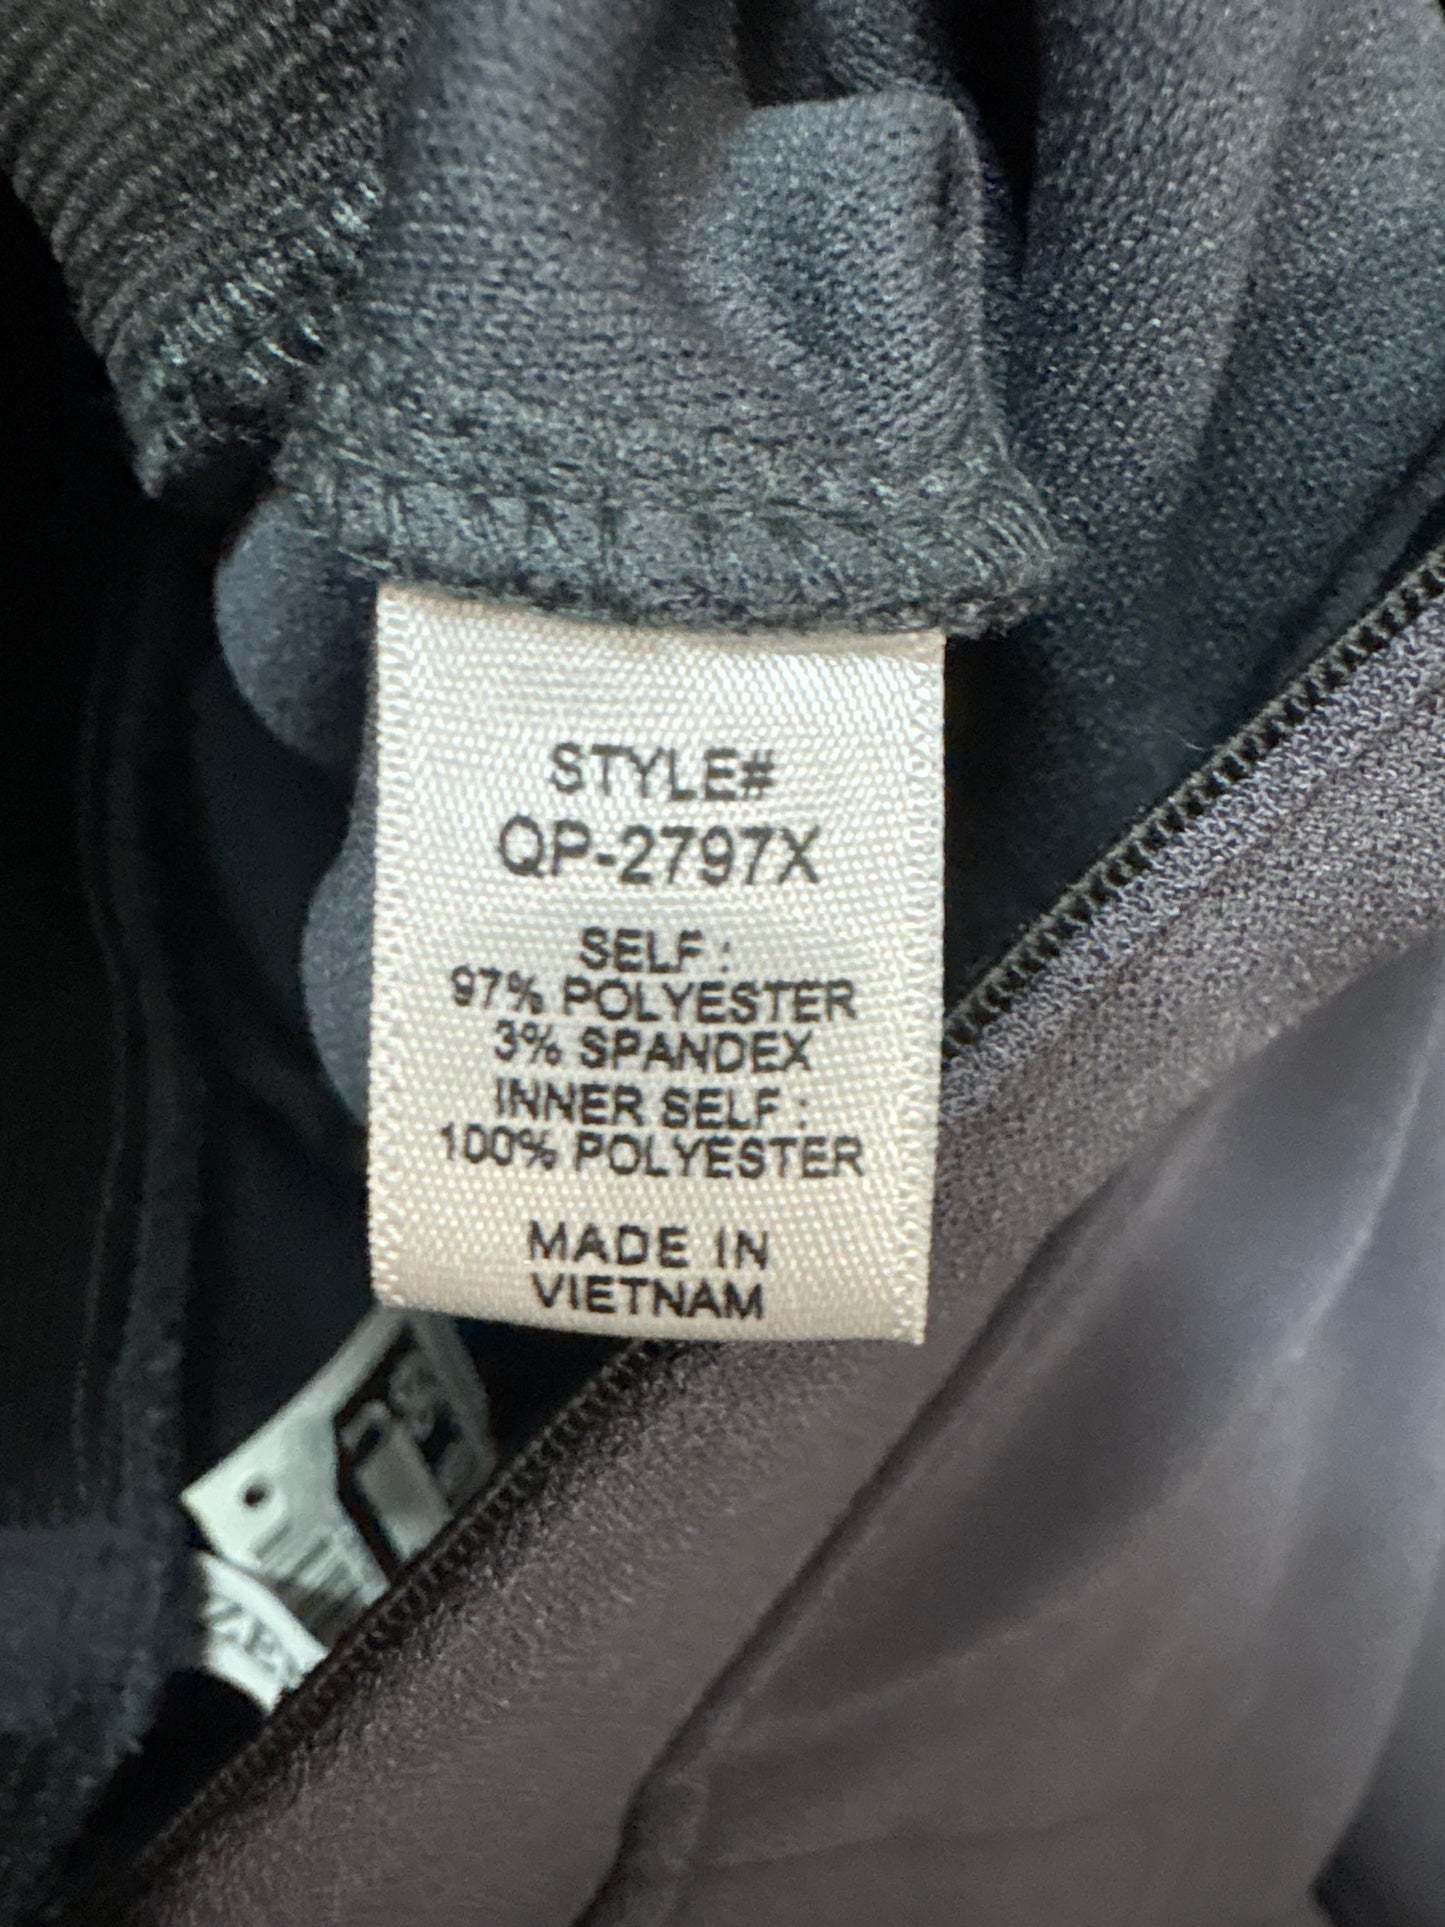 STYLE#
QP-2797X
SELF :
97% POLYESTER
3% SPANDEX
INNER SELF :
100% POLYESTER
MADE IN
VIETNAM